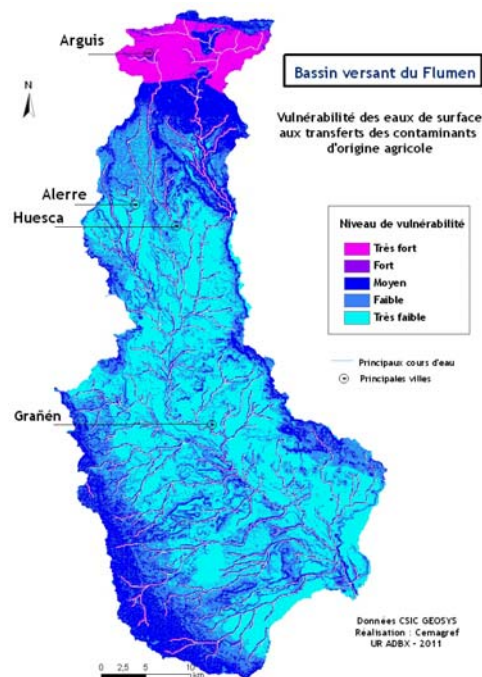 Arguis
Bassin versant du Flumen
N
Vulnérabilité des eaux de surface
aux transferts des contaminants
d'origine agricole
Alerre
Huesca
Niveau de vulnérabilité
Très fort
Fort
Moyen
Faible
Très faible
Principaux cours d'eau
Principales villes
Grañén
Données CSIC GEOSYS
Réalisation : Cemagref
UR ADBX - 2011
0 2,5 5 10